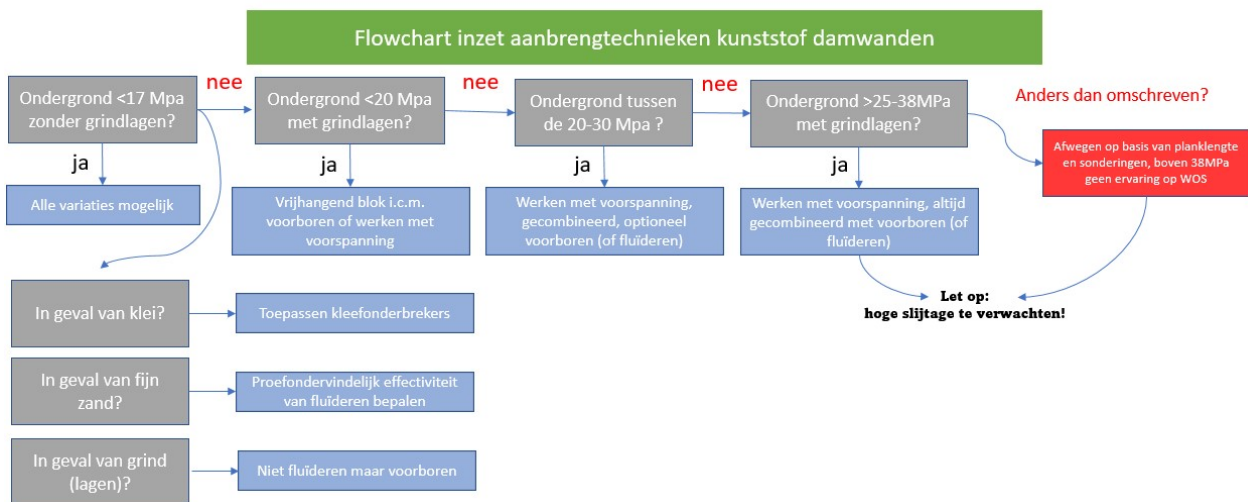 Flowchart inzet aanbrengtechnieken kunststof damwanden
Ondergrond <17 Mpa
zonder grindlagen?
nee
Ondergrond <20 Mpa
met grindlagen?
nee
Ondergrond tussen
de 20-30 Mpa ?
nee
Ondergrond >25-38MPa
met grindlagen?
Anders dan omschreven?
ja
ja
ja
ja
Afwegen op basis van planklengte
en sonderingen, boven 38MPa
geen ervaring op WOS
Alle variaties mogelijk
Vrijhangend blok i.c.m.
voorboren of werken met
voorspanning
Werken met voorspanning,
gecombineerd, optioneel
voorboren (of fluïderen)
Werken met voorspanning, altijd
gecombineerd met voorboren (of
fluïderen)
Let op:
hoge slijtage te verwachten!
In geval van klei?
Toepassen kleefonderbrekers
In geval van fijn
zand?
Proefondervindelijk effectiviteit
van fluïderen bepalen
In geval van grind
(lagen)?
Niet fluïderen maar voorboren